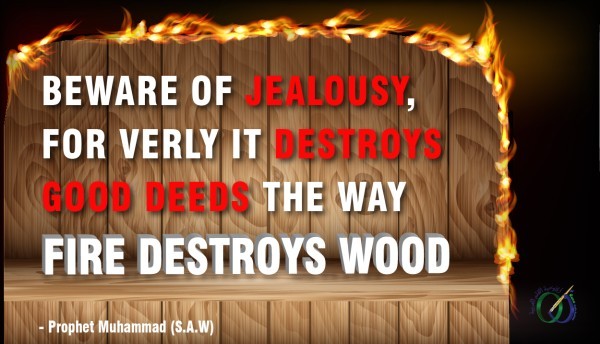 BEWARE OF JEALOUSY,
FOR VERLY IT DESTROYS
GOOD DEEDS THE WAY
FIRE DESTROYS WOOD
- Prophet Muhammad (S.A.W)